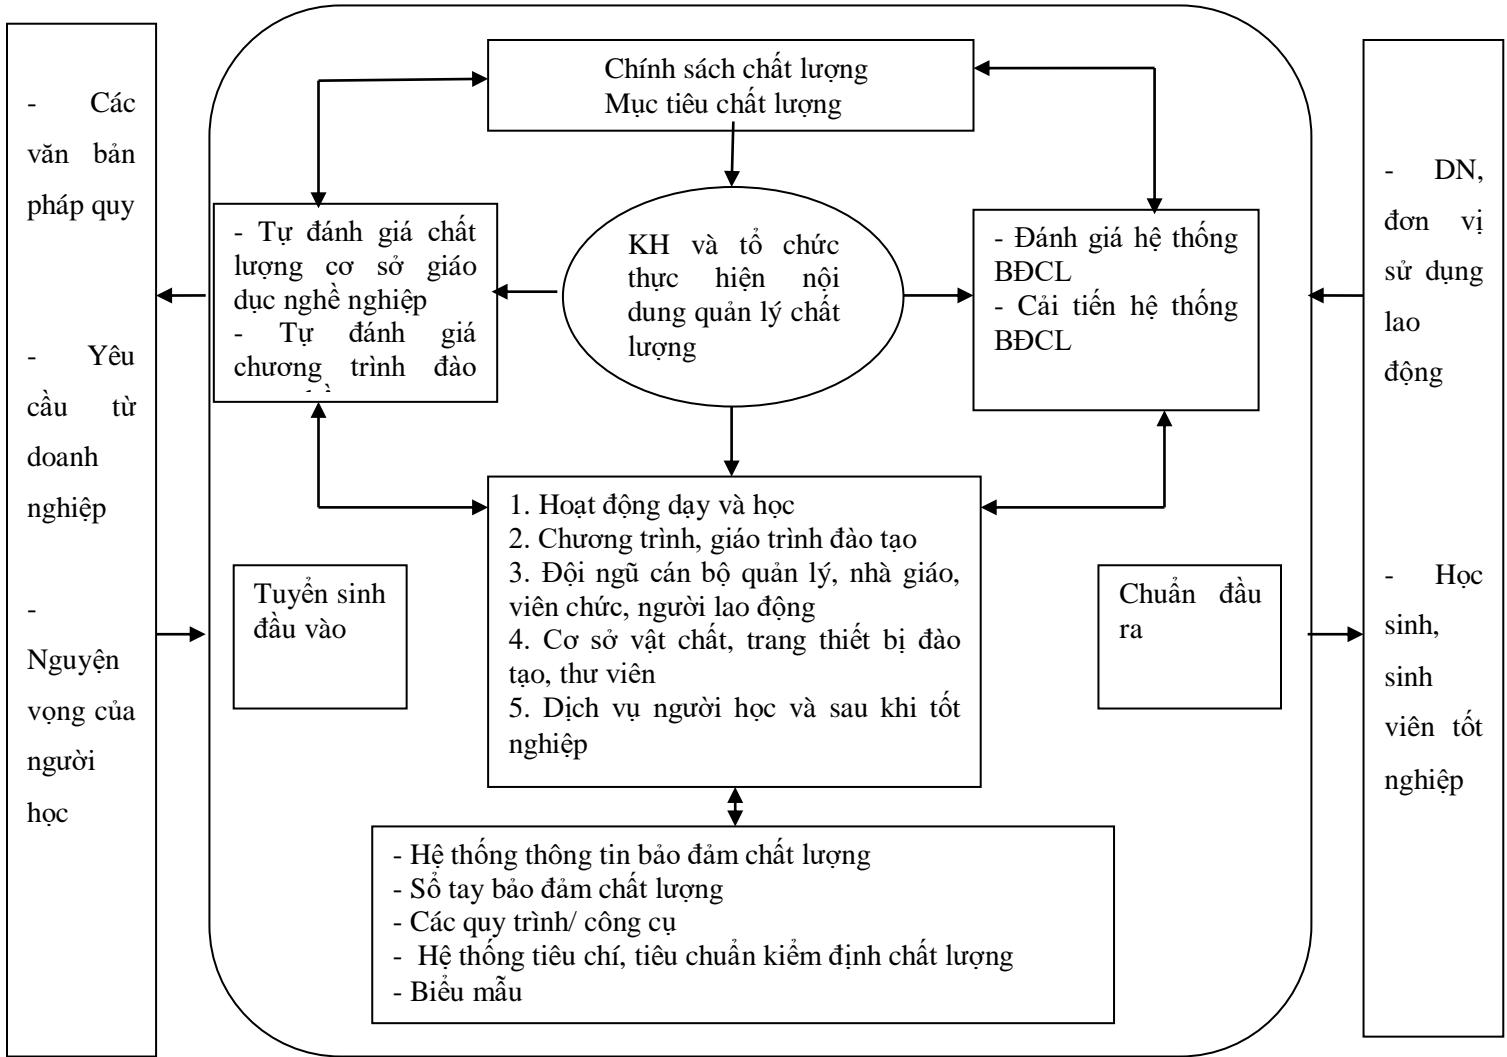 - Các
văn bản
pháp quy
- Yêu
cầu từ
doanh
nghiệp
-
Nguyện
vọng của
người
học
Chính sách chất lượng
Mục tiêu chất lượng
- Tự đánh giá chất
lượng cơ sở giáo
dục nghề nghiệp
- Tự đánh giá
chương trình đào
KH và tổ chức
thực hiện nội
dung quản lý chất
lượng
- Đánh giá hệ thống
BĐCL
- Cải tiến hệ thống
BĐCL
Tuyển sinh
đầu vào
1. Hoạt động dạy và học
2. Chương trình, giáo trình đào tạo
3. Đội ngũ cán bộ quản lý, nhà giáo,
viên chức, người lao động
4. Cơ sở vật chất, trang thiết bị đào
tạo, thư viên
5. Dịch vụ người học và sau khi tốt
nghiệp
Chuẩn đầu
ra
- Hệ thống thông tin bảo đảm chất lượng
- Sổ tay bảo đảm chất lượng
- Các quy trình/ công cụ
- Hệ thống tiêu chí, tiêu chuẩn kiểm định chất lượng
- Biểu mẫu
- DN,
đơn vị
sử dụng
lao
động
- Học
sinh,
sinh
viên tốt
nghiệp